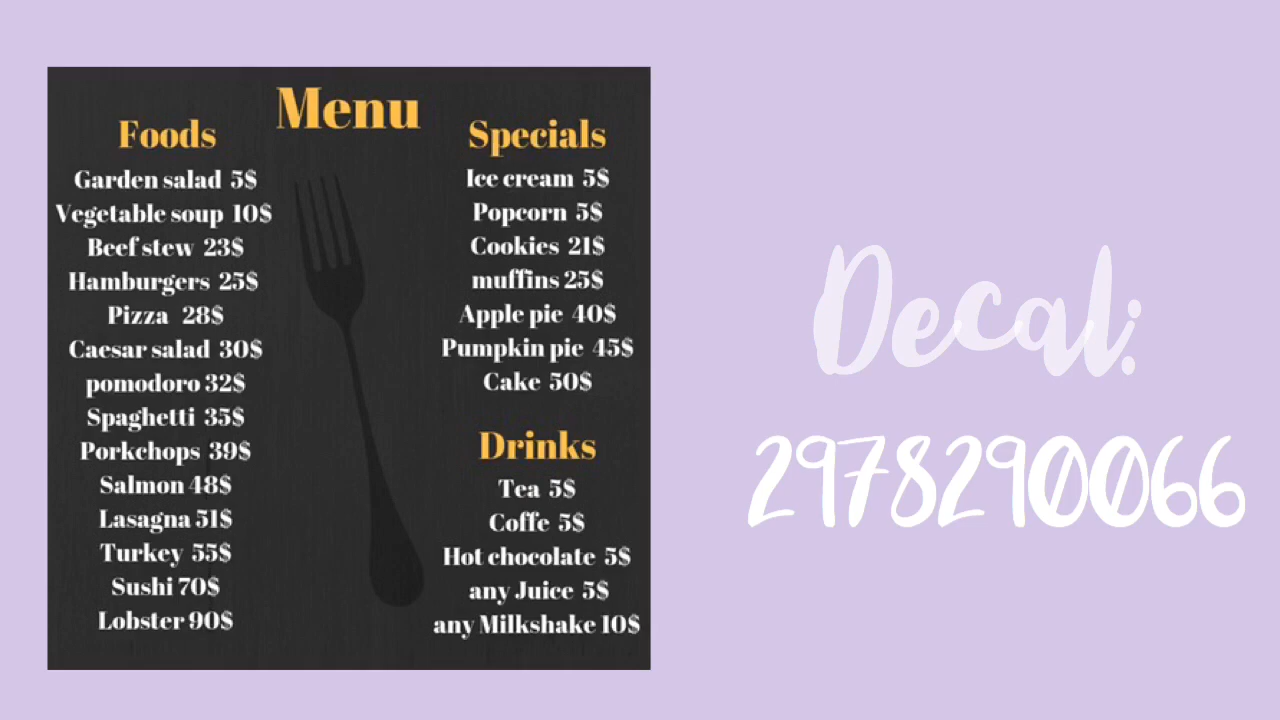 Menu
Foods
Garden salad 5$
Vegetable soup 10$
Beef stew 23$
Hamburgers 25$
Pizza 28$
Caesar salad 30$
pomodoro 32$
Spaghetti 35$
Porkchops 39$
Salmon 48$
Lasagna 51$
Turkey 55$
Sushi 70$
Lobster 90$
Specials
Ice cream 5$
Popcorn 5$
Cookies 21$
muffins 25$
Apple pie 40$
Pumpkin pie 45$
Cake 50$
Drinks
Tea 5$
Coffe 5$
Hot chocolate 5$
any Juice 5$
any Milkshake 10$
Decal:
2978290066